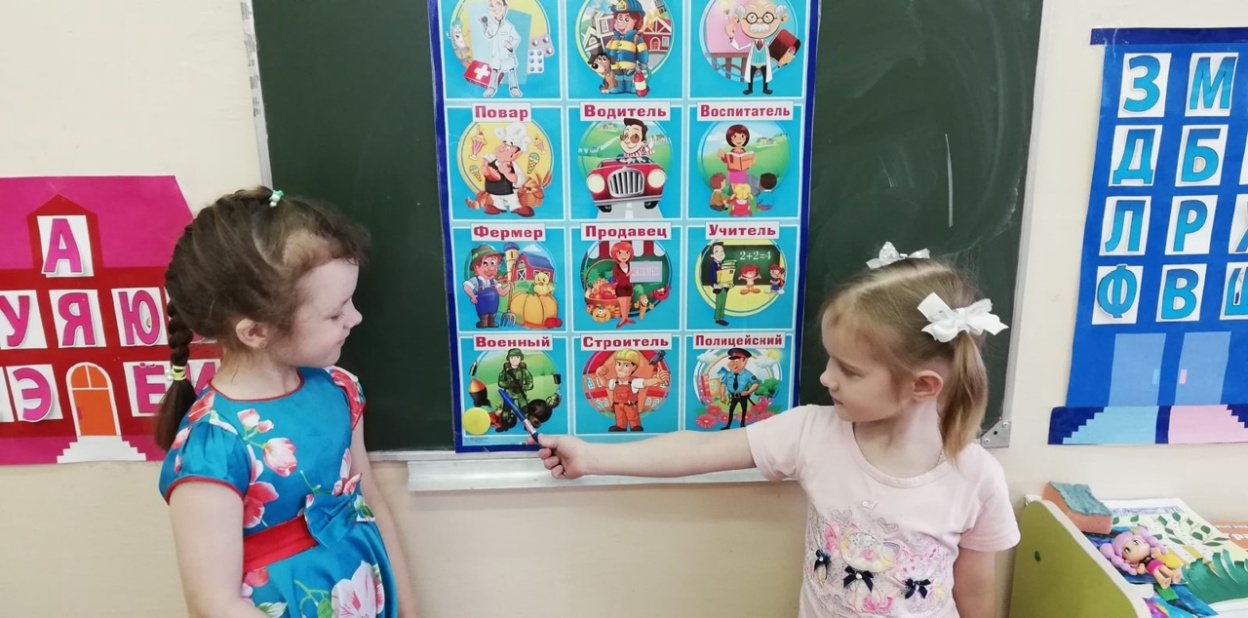 А
У Я Ю
Э Ё
Повар Водитель Воспитатель
Фермер Продавец Учитель
2+2=4
Военный Строитель Полицейский
З М
Д Б
Л Р
Ф В